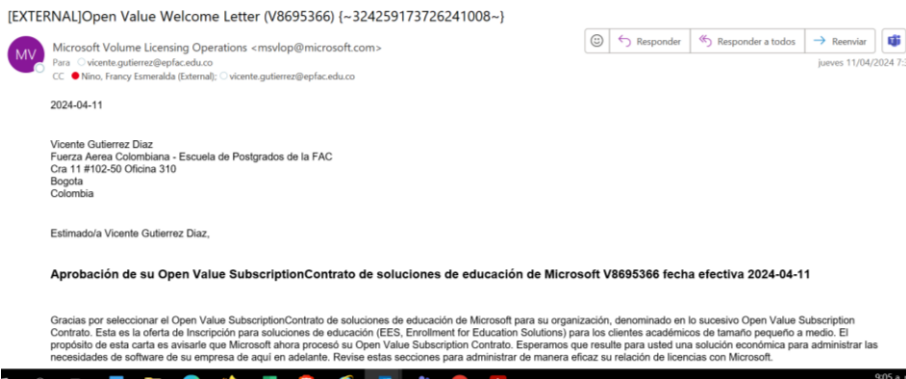 [EXTERNAL]Open Value Welcome Letter (V8695366) {~324259173726241008~}
MV
Microsoft Volume Licensing Operations <msvlop@microsoft.com>
Responder
Responder a todos
Reenviar
Para vicente.gutierrez@epfac.edu.co
jueves 11/04/2024 7:3
CC Nino, Francy Esmeralda (External); vicente.gutierrez@epfac.edu.co
2024-04-11
Vicente Gutierrez Diaz
Fuerza Aerea Colombiana - Escuela de Postgrados de la FAC
Cra 11 #102-50 Oficina 310
Bogota
Colombia
Estimado/a Vicente Gutierrez Diaz,
Aprobación de su Open Value SubscriptionContrato de soluciones de educación de Microsoft V8695366 fecha efectiva 2024-04-11
Gracias por seleccionar el Open Value SubscriptionContrato de soluciones de educación de Microsoft para su organización, denominado en lo sucesivo Open Value Subscription
Contrato. Esta es la oferta de Inscripción para soluciones de educación (EES, Enrollment for Education Solutions) para los clientes académicos de tamaño pequeño a medio. El
propósito de esta carta es avisarle que Microsoft ahora procesó su Open Value Subscription Contrato. Esperamos que resulte para usted una solución económica para administrar las
necesidades de software de su empresa de aquí en adelante. Revise estas secciones para administrar de manera eficaz su relación de licencias con Microsoft.
9:05 a.